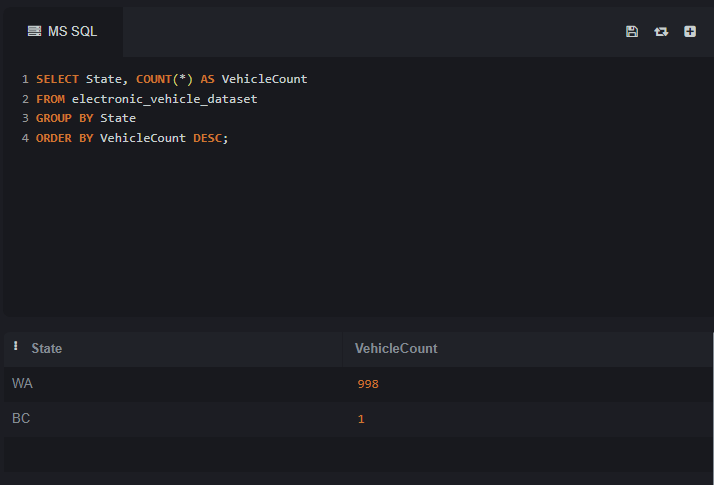 MS SQL
1 SELECT State, COUNT(*) AS VehicleCount
2 FROM electronic_vehicle_dataset
3 GROUP BY State
4 ORDER BY VehicleCount DESC;
State VehicleCount
WA 998
BC 1